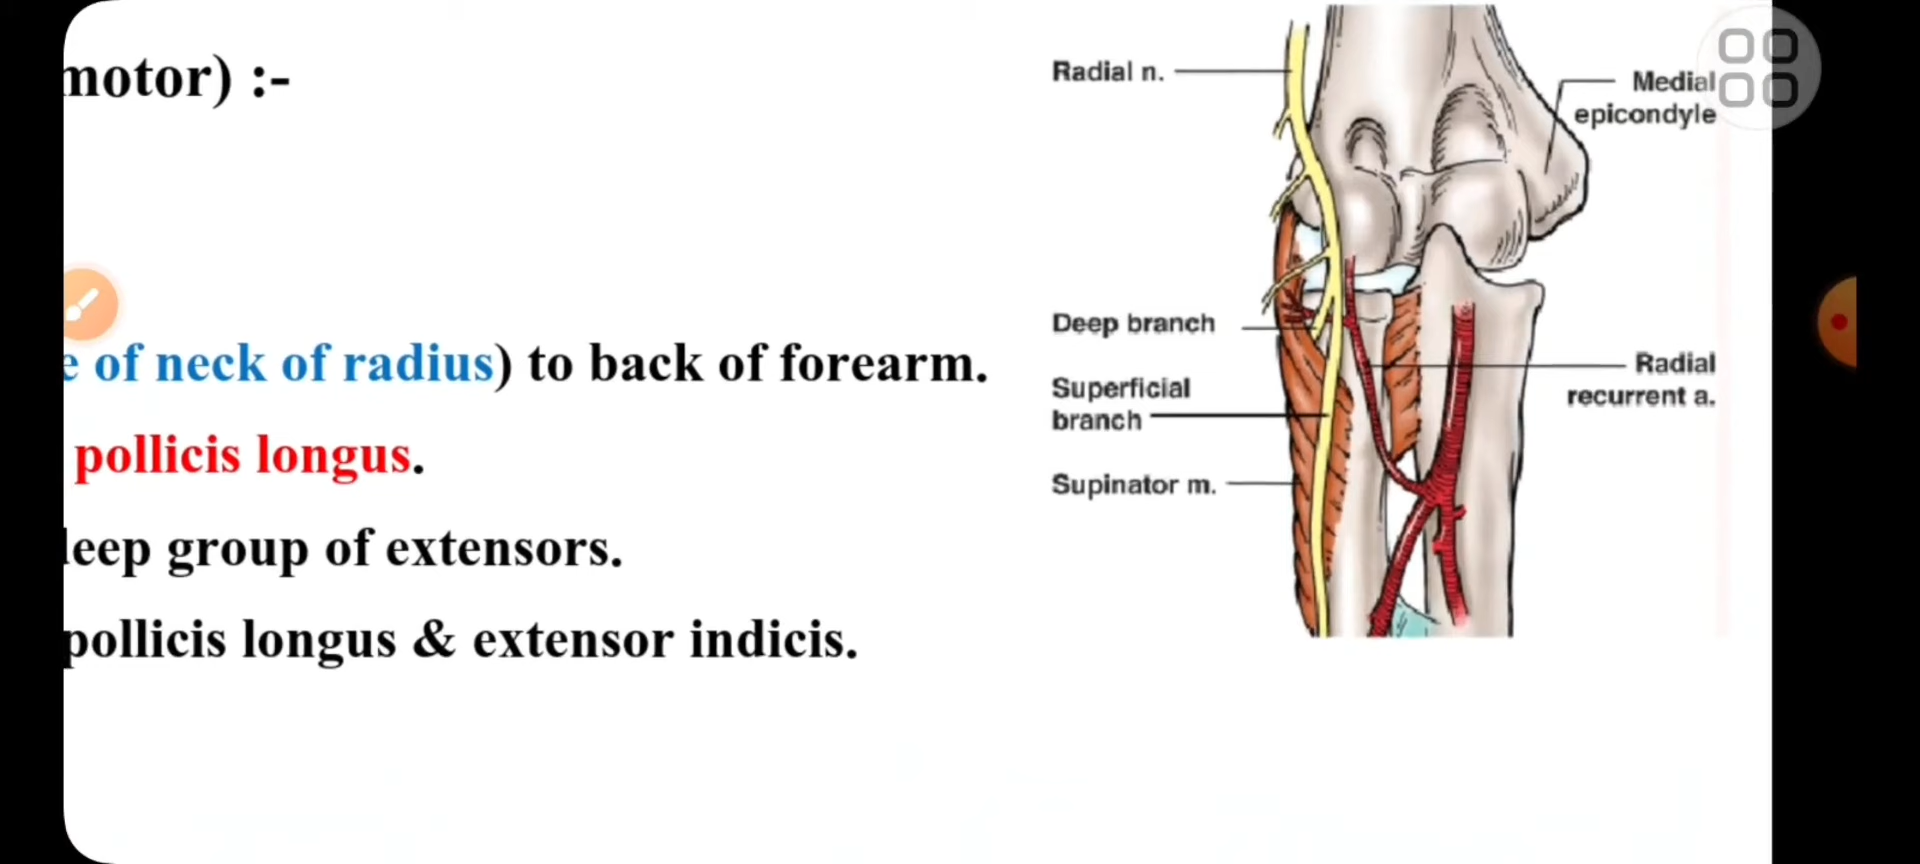 motor) :-
e of neck of radius) to back of forearm.
pollicis longus.
deep group of extensors.
pollicis longus & extensor indicis.
Radial n.
Medial
epicondyle
Deep branch
Superficial
branch
Supinator m.
Radial
recurrent a.